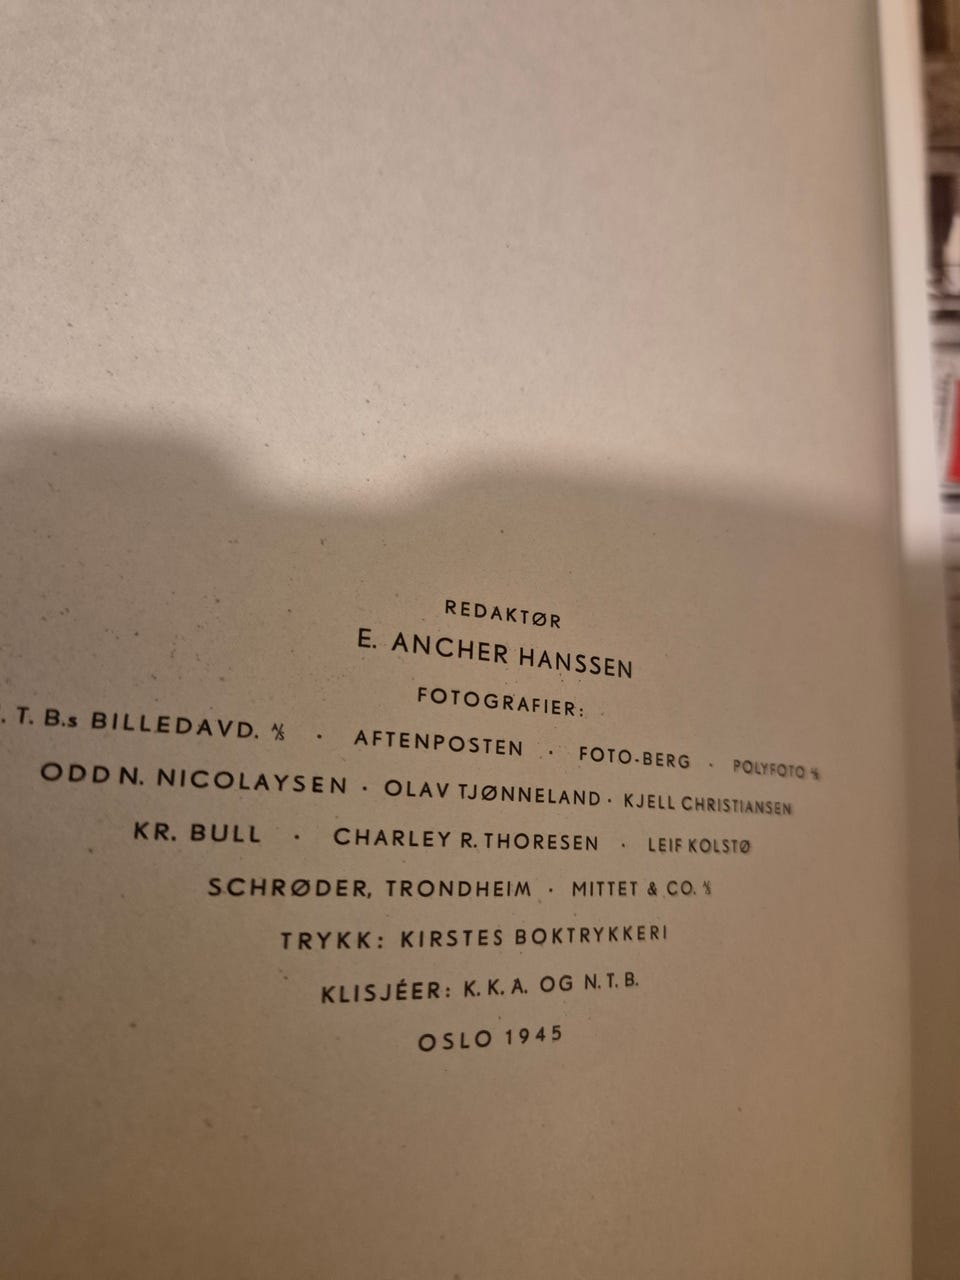 REDAKTØR
E. ANCHER HANSSEN
FOTOGRAFIER:
. T. B.s BILLEDAVD. A/S · AFTENPOSTEN · FOTO-BERG · POLYFOTO A/S
ODD N. NICOLAYSEN · OLAV TJØNNELAND · KJELL CHRISTIANSEN
KR. BULL · CHARLEY R. THORESEN · LEIF KOLSTØ
SCHRØDER, TRONDHEIM · MITTET & CO. A/S
TRYKK: KIRSTES BOKTRYKKERI
KLISJÉER: K. K. A. OG N. T. B.
OSLO 1945